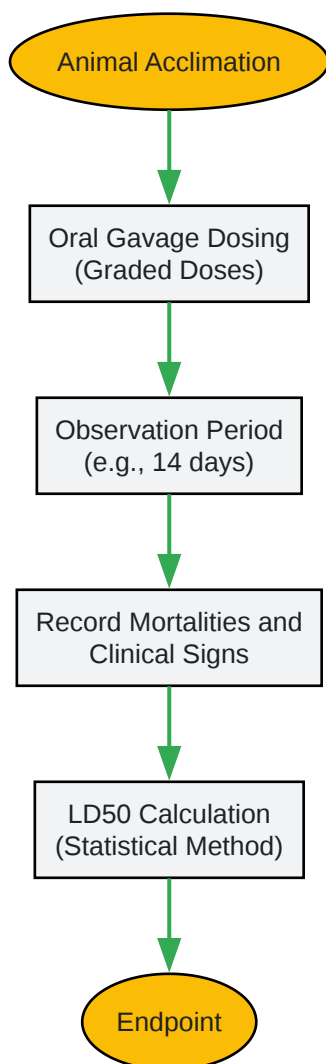 Animal Acclimation
Oral Gavage Dosing
(Graded Doses)
Observation Period
(e.g., 14 days)
Record Mortalities and
Clinical Signs
LD50 Calculation
(Statistical Method)
Endpoint